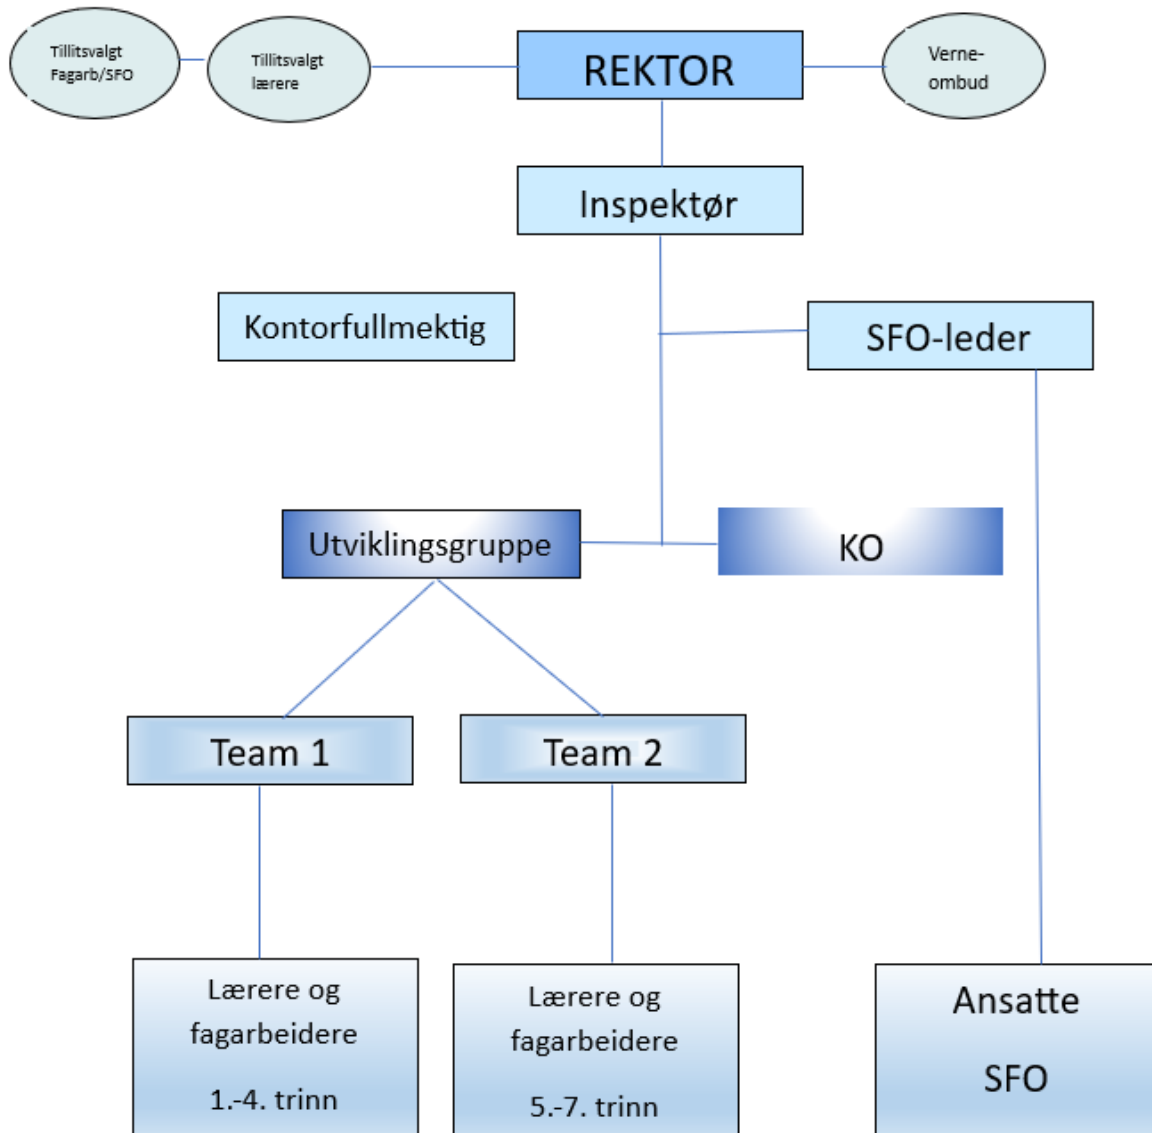 Tillitsvalgt
Fagarb/SFO
Tillitsvalgt
lærere
REKTOR
Verne-
ombud
Inspektør
Kontorfullmektig
SFO-leder
Utviklingsgruppe
KO
Team 1
Team 2
Lærere og
fagarbeidere
1.-4. trinn
Lærere og
fagarbeidere
5.-7. trinn
Ansatte
SFO